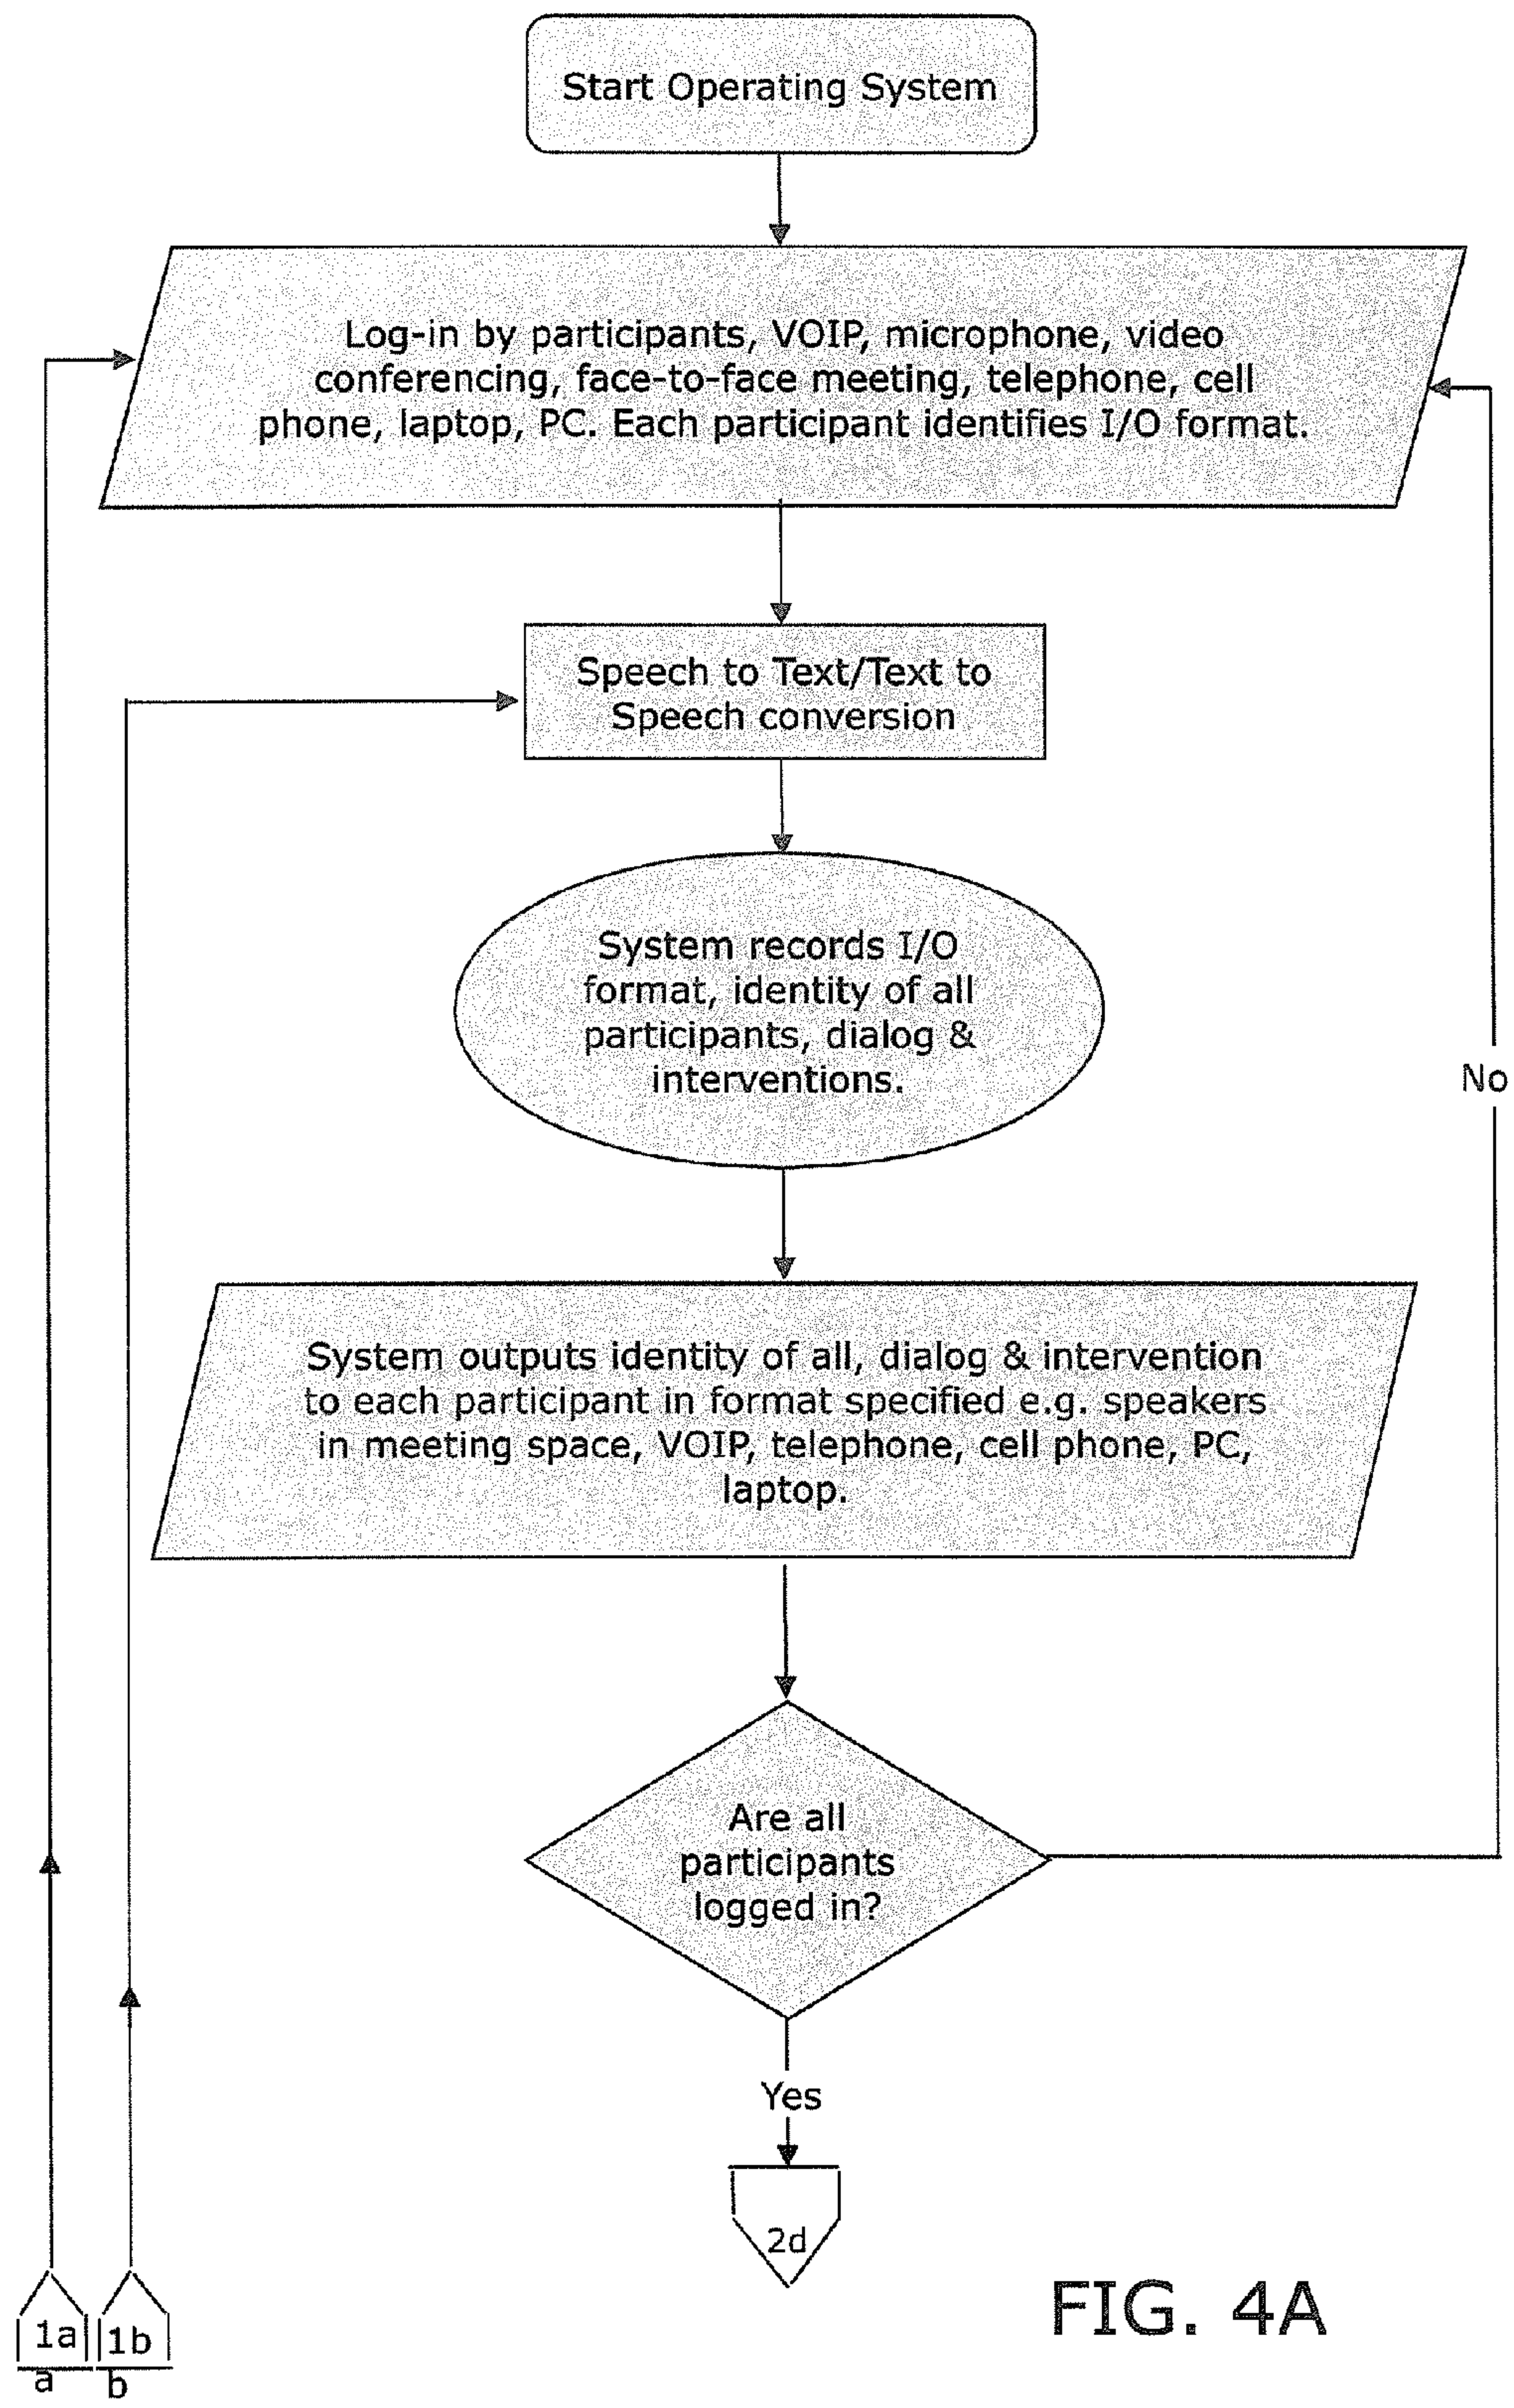 Start Operating System
Log-in by participants, VOIP, microphone, video
conferencing, face-to-face meeting, telephone, cell
phone, laptop, PC. Each participant identifies I/O format.
Speech to Text/Text to
Speech conversion
System records I/O
format, identity of all
participants, dialog &
interventions.
No
System outputs identity of all, dialog & intervention
to each participant in format specified e.g. speakers
in meeting space, VOIP, telephone, cell phone, PC,
laptop.
Are all
participants
logged in?
Yes
2d
1a
1b
a
b
FIG. 4A